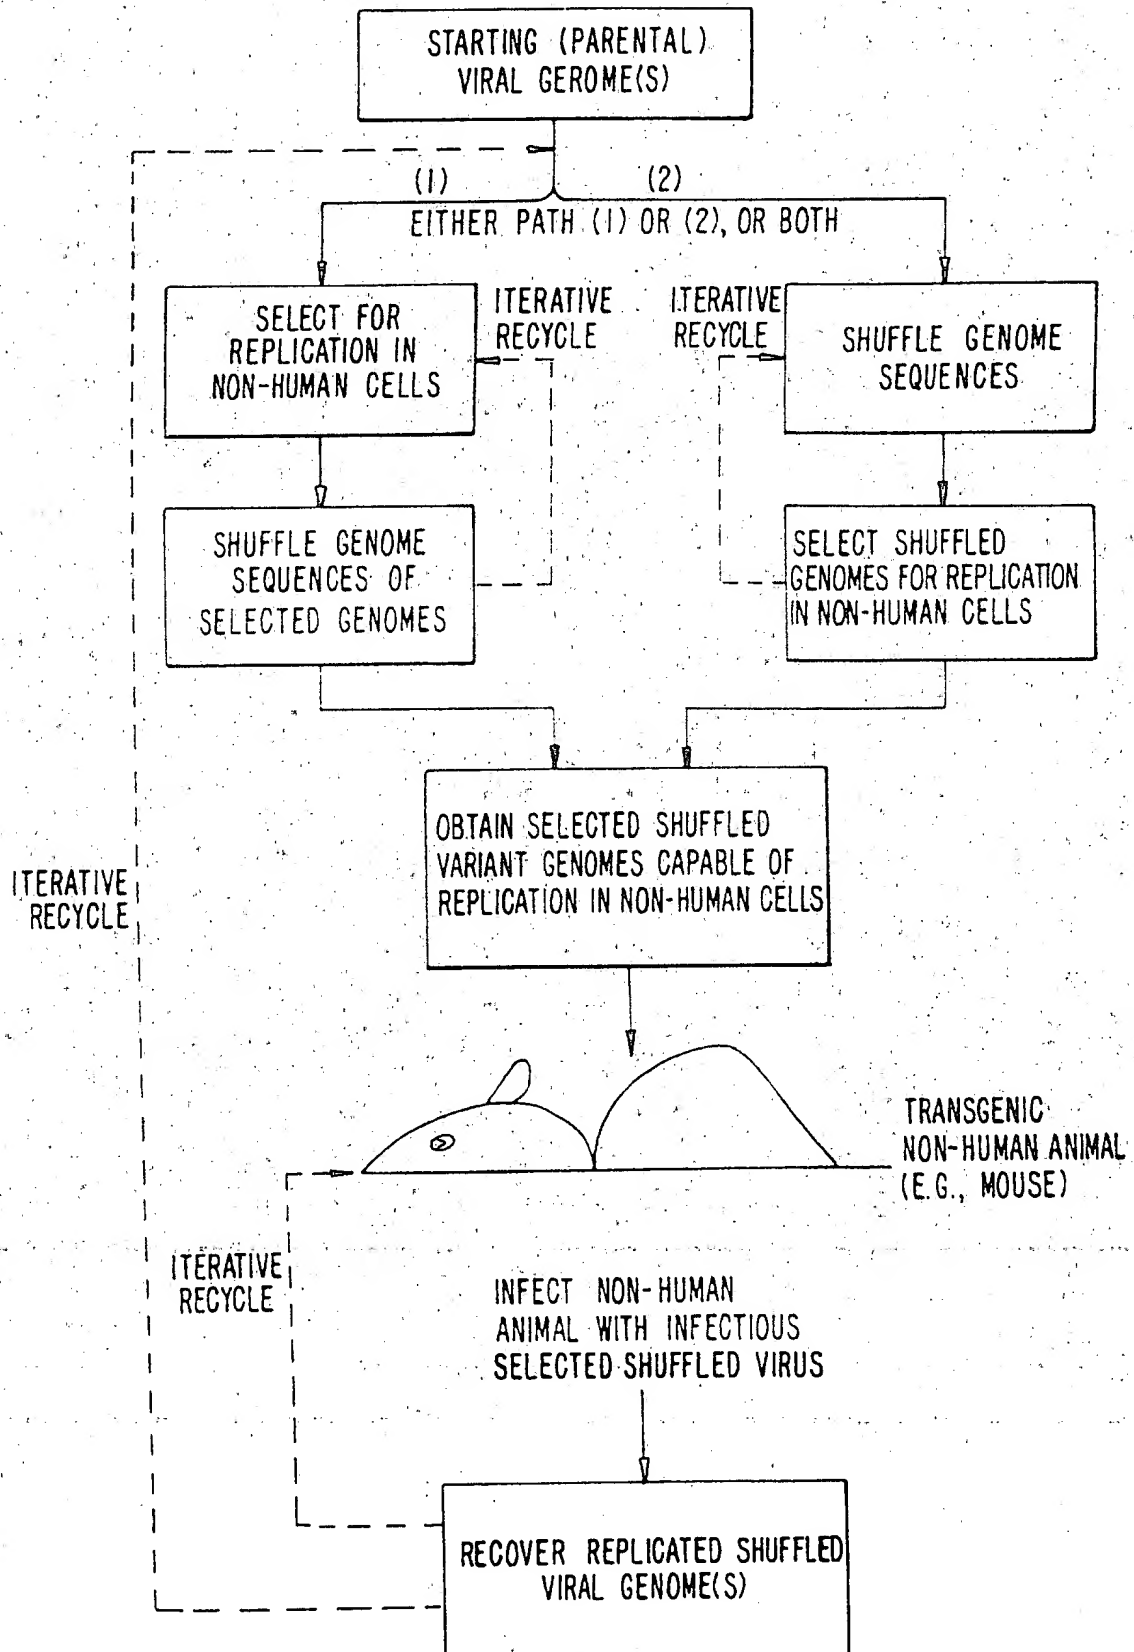 STARTING (PARENTAL)
VIRAL GEROME(S)
(1)
(2)
EITHER PATH (1) OR (2), OR BOTH
SELECT FOR
REPLICATION IN
NON-HUMAN CELLS
ITERATIVE
RECYCLE
ITERATIVE
RECYCLE
SHUFFLE GENOME
SEQUENCES
SHUFFLE GENOME
SEQUENCES OF
SELECTED GENOMES
SELECT SHUFFLED
GENOMES FOR REPLICATION
IN NON-HUMAN CELLS
OBTAIN SELECTED SHUFFLED
VARIANT GENOMES CAPABLE OF
REPLICATION IN NON-HUMAN CELLS
ITERATIVE
RECYCLE
TRANSGENIC
NON-HUMAN ANIMAL
(E.G., MOUSE)
ITERATIVE
RECYCLE
INFECT NON-HUMAN
ANIMAL WITH INFECTIOUS
SELECTED SHUFFLED VIRUS
RECOVER REPLICATED SHUFFLED
VIRAL GENOME(S)